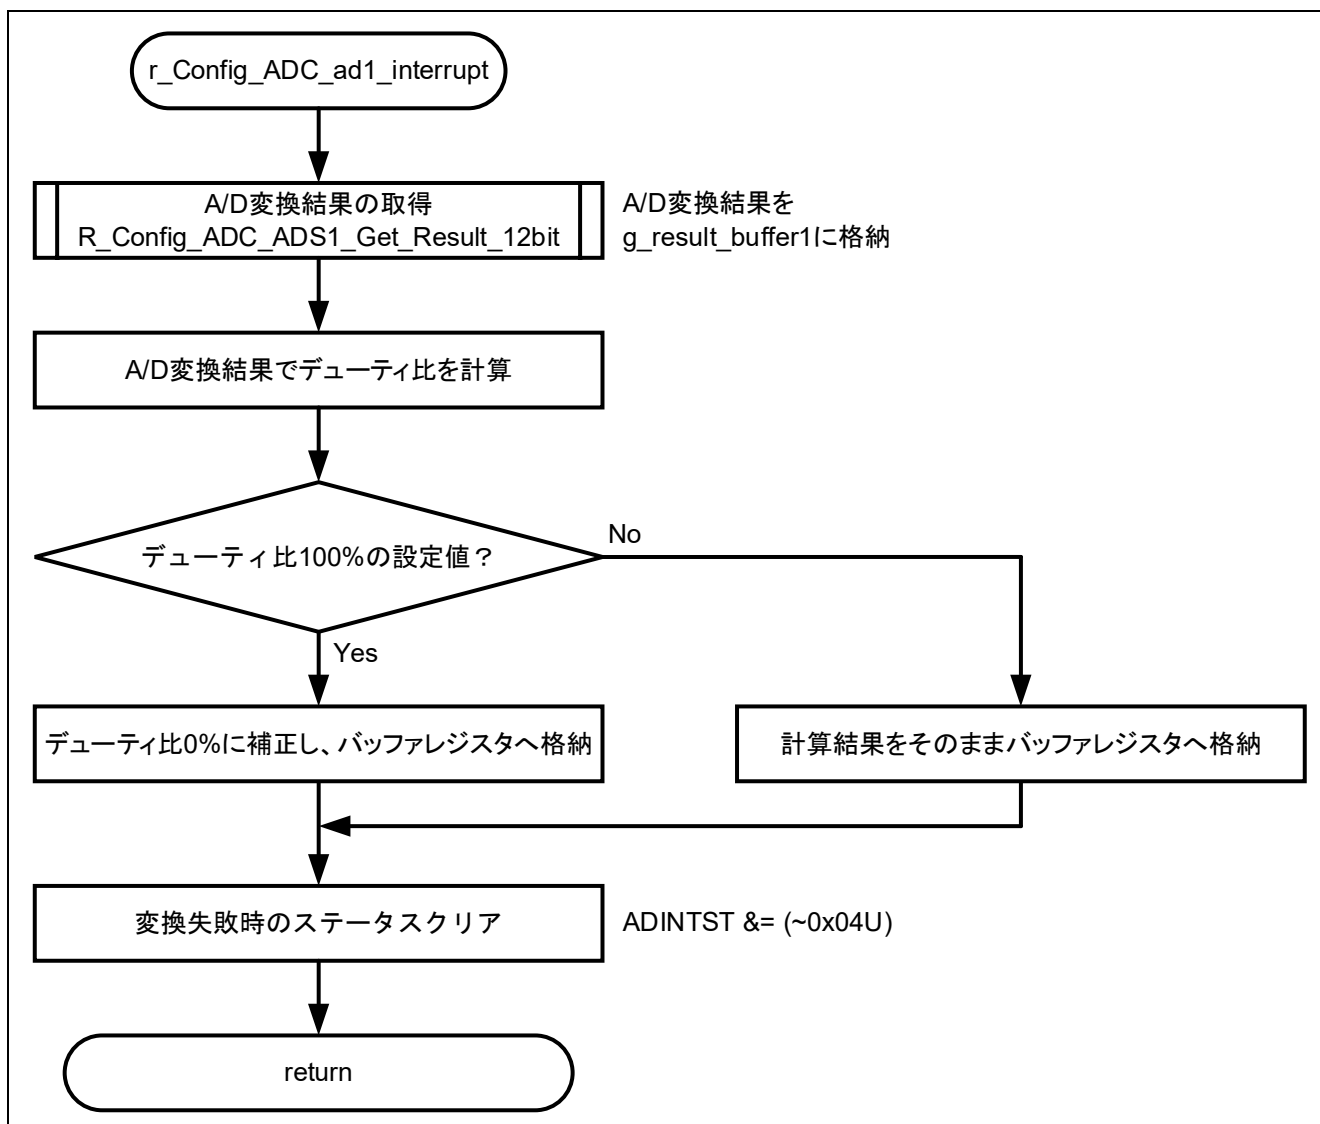 r_Config_ADC_ad1_interrupt
A/D変換結果の取得
R_Config_ADC_ADS1_Get_Result_12bit
A/D変換結果を
g_result_buffer1に格納
A/D変換結果でデューティ比を計算
デューティ比100%の設定値？
No
Yes
デューティ比0%に補正し、バッファレジスタへ格納
計算結果をそのままバッファレジスタへ格納
変換失敗時のステータスクリア
ADINTST &= (~0x04U)
return